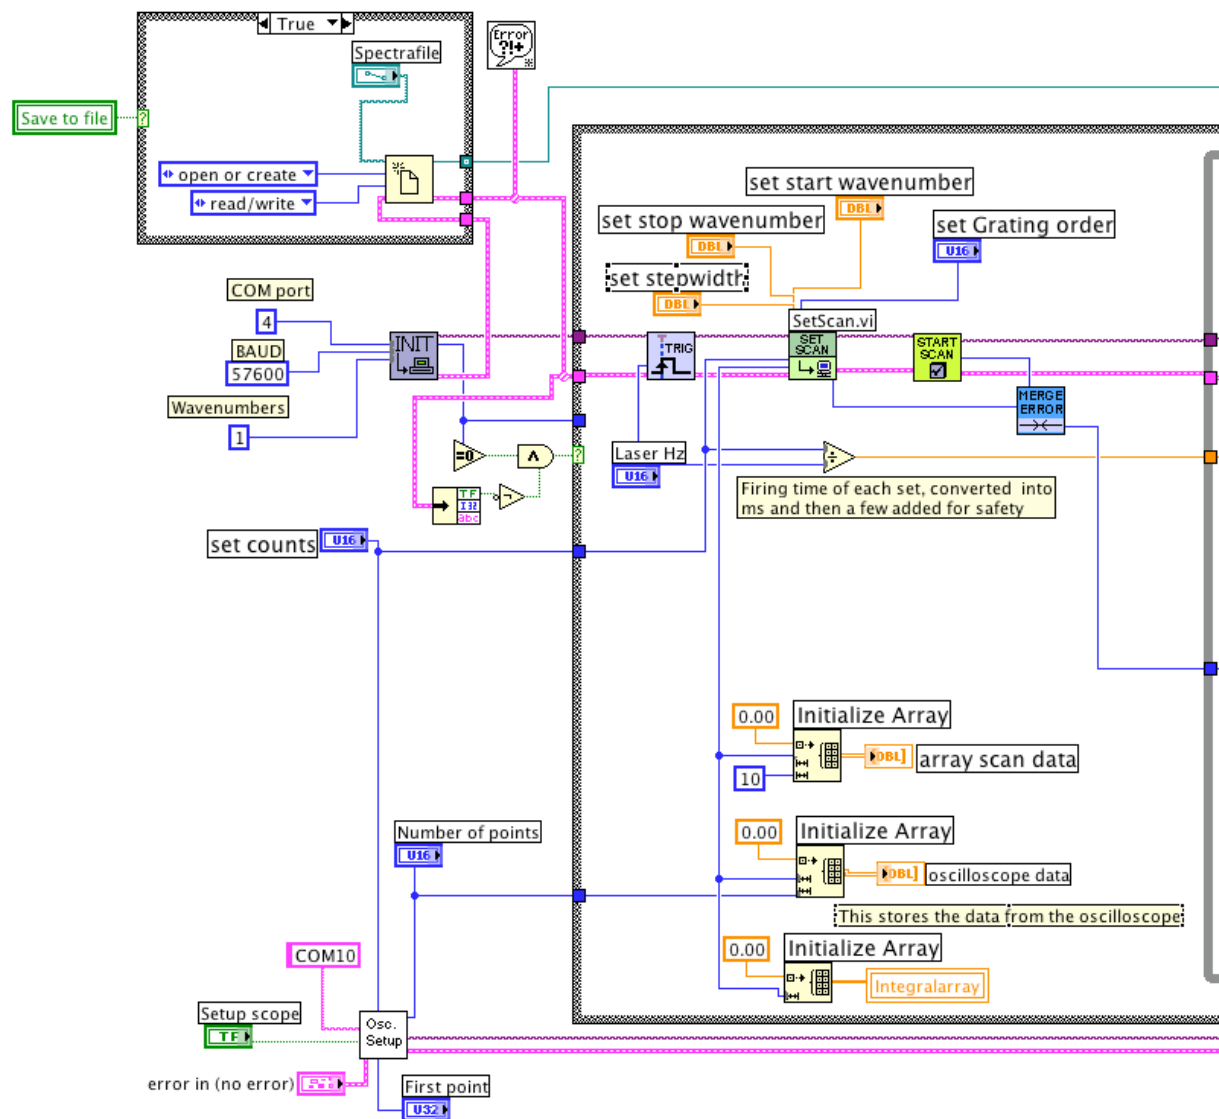 True
Error
?!+
Spectrafile
Save to file
?
open or create
read/write
set start wavenumber
DBL
set stop wavenumber
DBL
set Grating order
U16
set stepwidth
DBL
COM port
4
BAUD
57600
Wavenumbers
1
INIT
TRIG
SetScan.vi
SET
SCAN
START
SCAN
MERGE
ERROR
=0
?
TF
I32
abc
Laser Hz
U16
÷
Firing time of each set, converted  into
ms and then a few added for safety
set counts
U16
0.00
Initialize Array
10
DBL]
array scan data
Number of points
U16
0.00
Initialize Array
DBL]
oscilloscope data
This stores the data from the oscilloscope
0.00
Initialize Array
Integralarray
COM10
Setup scope
TF
Osc.
Setup
error in (no error)
First point
U32